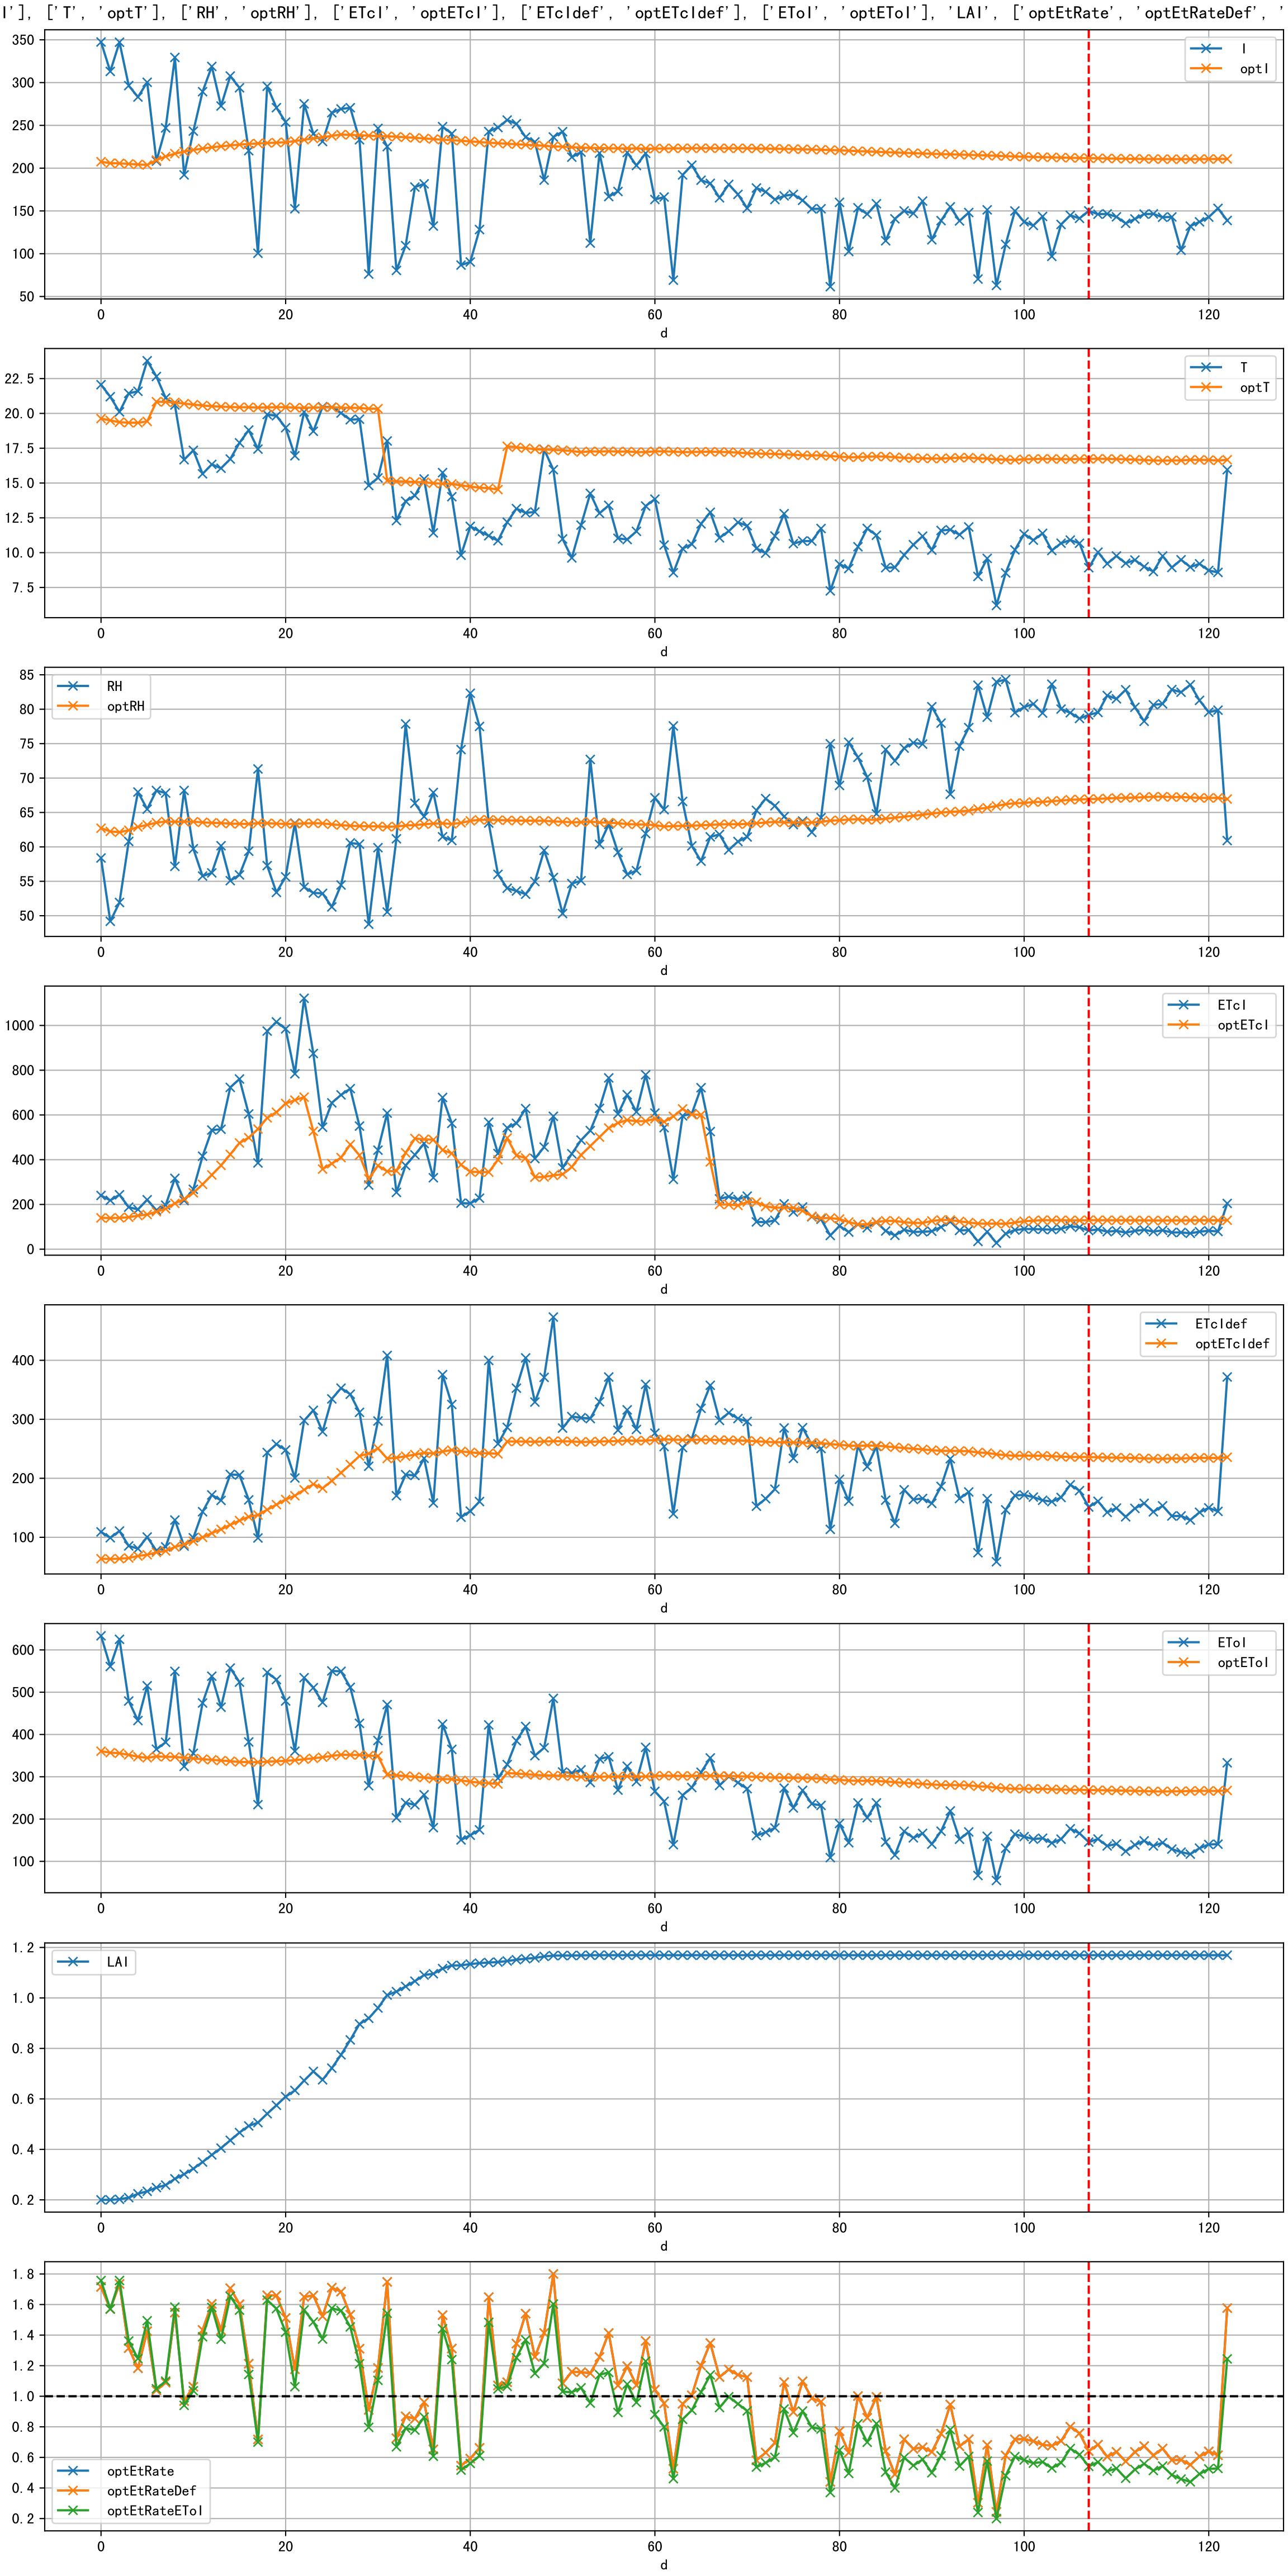 I'], ['T', 'optT'], ['RH', 'optRH'], ['ETcI', 'optETcI'], ['ETcIdef', 'optETcIdef'], ['EToI', 'optEToI'], 'LAI', ['optEtRate', 'optEtRateDef', '
350
300
250
200
150
100
50
I
optI
0 20 40 60 80 100 120
d
22.5
20.0
17.5
15.0
12.5
10.0
7.5
T
optT
0 20 40 60 80 100 120
d
85
80
75
70
65
60
55
50
RH
optRH
0 20 40 60 80 100 120
d
1000
800
600
400
200
0
ETcI
optETcI
0 20 40 60 80 100 120
d
400
300
200
100
ETcIdef
optETcIdef
0 20 40 60 80 100 120
d
600
500
400
300
200
100
EToI
optEToI
0 20 40 60 80 100 120
d
1.2
1.0
0.8
0.6
0.4
0.2
LAI
0 20 40 60 80 100 120
d
1.8
1.6
1.4
1.2
1.0
0.8
0.6
0.4
0.2
optEtRate
optEtRateDef
optEtRateEToI
0 20 40 60 80 100 120
d